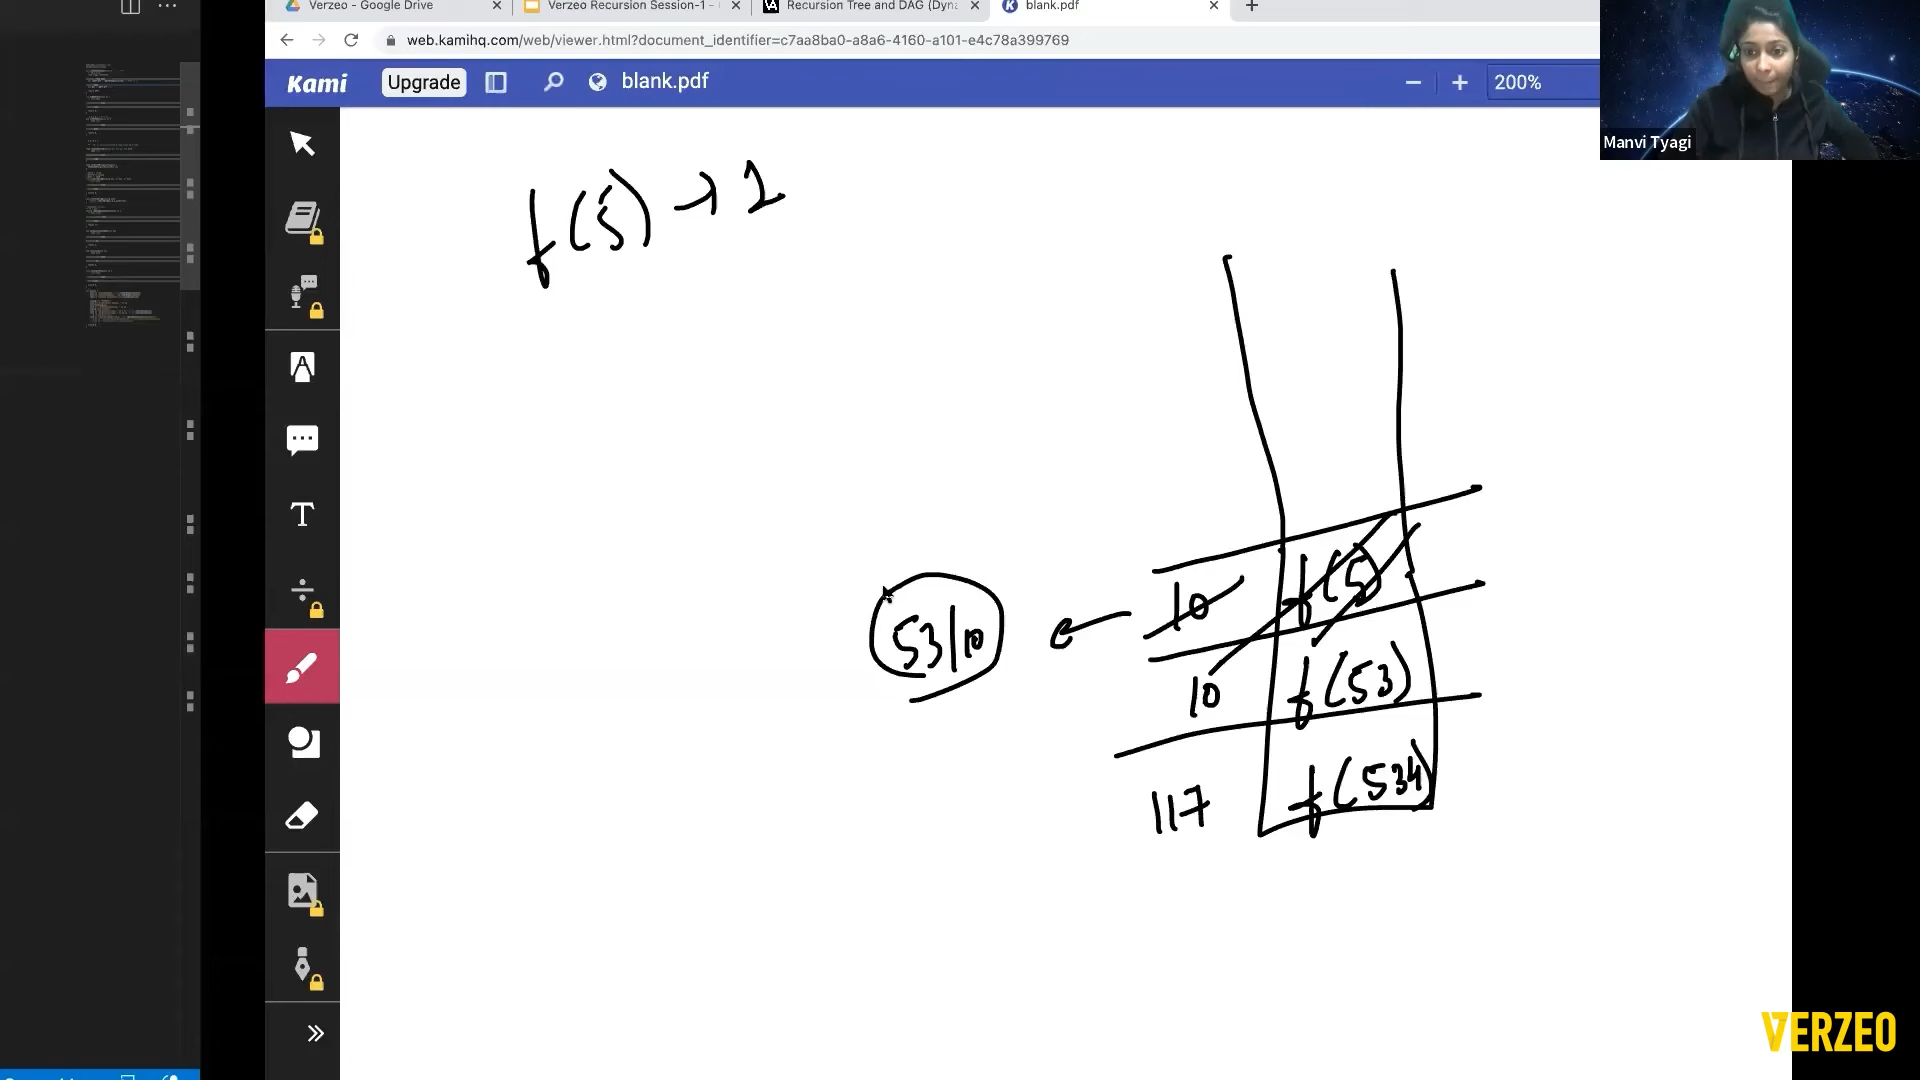 Verzeo - Google Drive
Verzeo Recursion Session-1 -
Recursion Tree and DAG (Dyna
blank.pdf
web.kamihq.com/web/viewer.html?document_identifier=c7aa8ba0-a8a6-4160-a101-e4c78a399769
Kami
Upgrade
blank.pdf
200%
Manvi Tyagi
f(5) → 1
10 f(5)
53/10
10 f(53)
117 f(534)
VERZEO